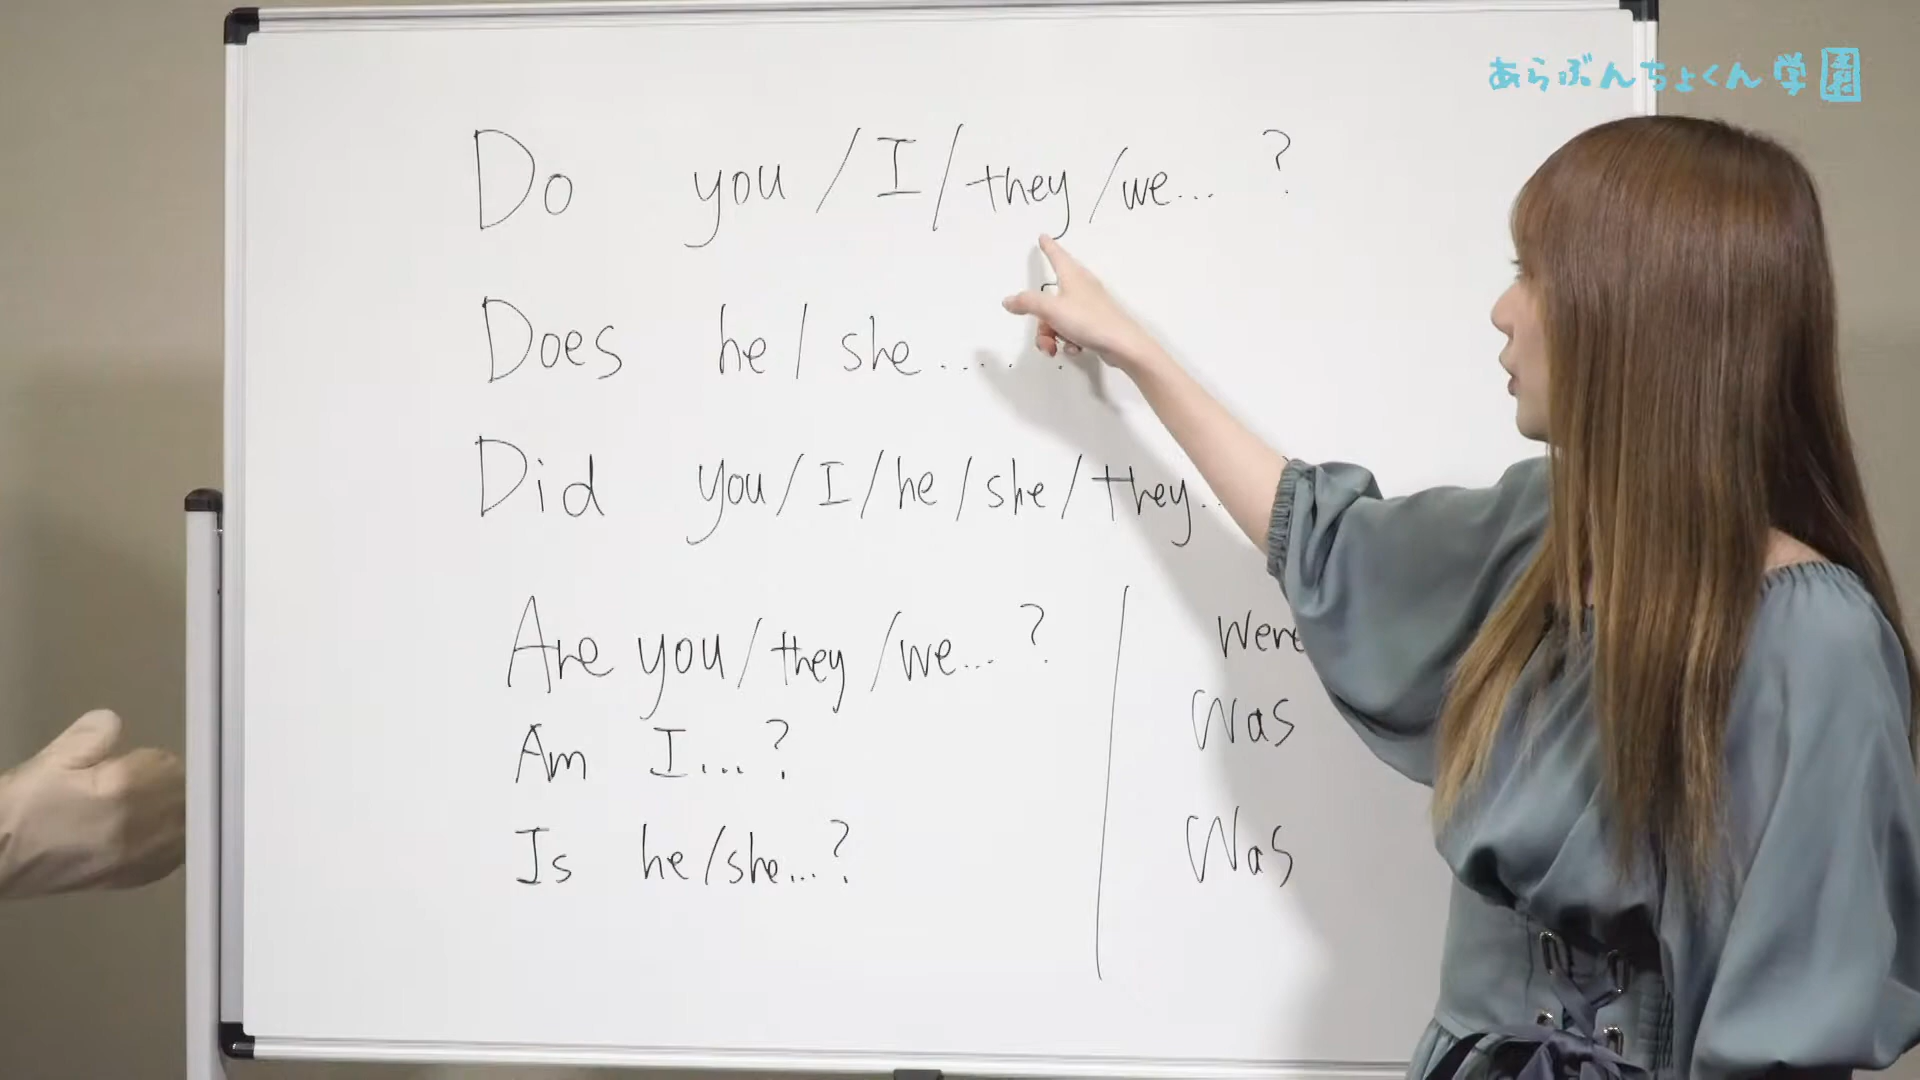 あらぶんちょくん学園
Do you / I / they / we... ?
Does he / she..... ?
Did you / I / he / she / they..
Are you / they / we... ?
Were
Am I... ?
Was
Is he / she... ?
Was